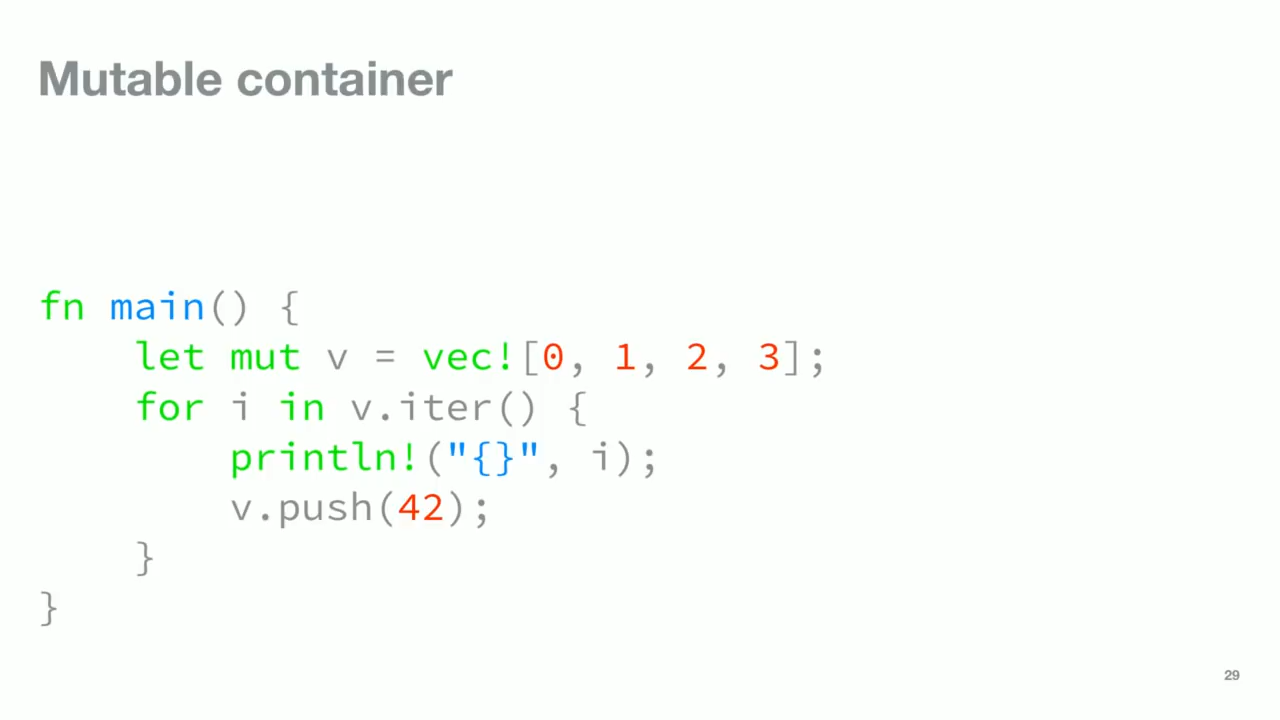 Mutable container
fn main() {
    let mut v = vec![0, 1, 2, 3];
    for i in v.iter() {
        println!("{}", i);
        v.push(42);
    }
}
29